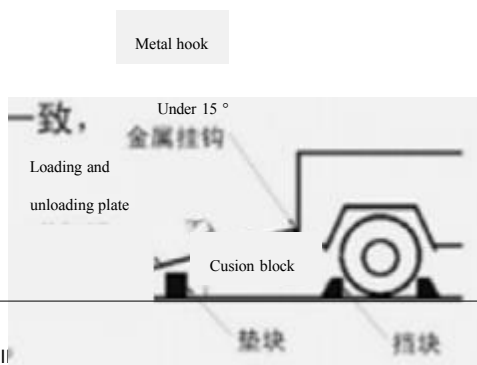 Metal hook
Under 15 °
一致，
金属挂钩
Loading and
unloading plate
Cusion block
垫块
挡块